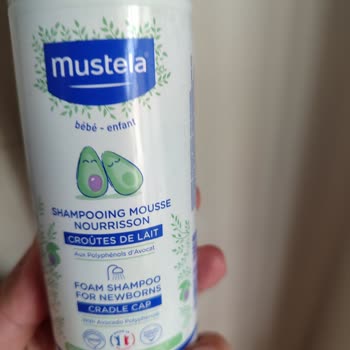 mustela
bébé - enfant
SHAMPOOING MOUSSE
NOURRISSON
CROÛTES DE LAIT
Aux Polyphénols d'Avocat
FOAM SHAMPOO
FOR NEWBORNS
CRADLE CAP
With Avocado Polyphenols